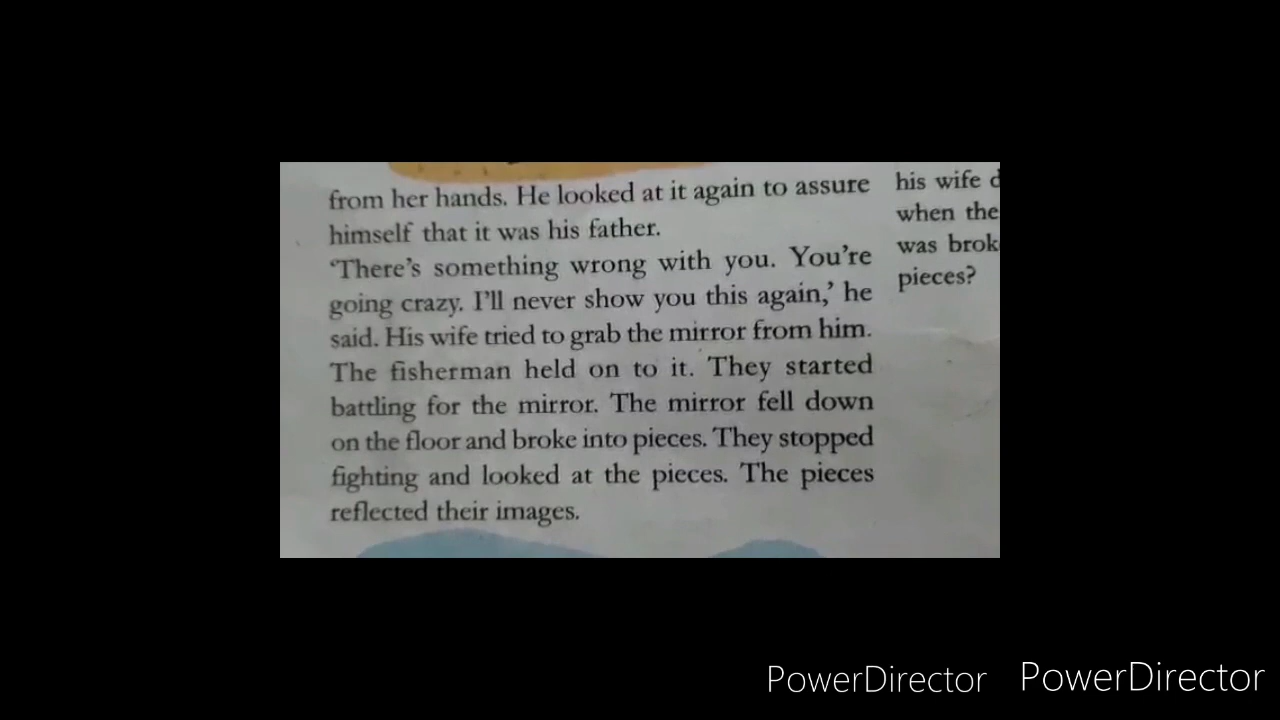 from her hands. He looked at it again to assure
himself that it was his father.
‘There’s something wrong with you. You’re
going crazy. I’ll never show you this again,’ he
said. His wife tried to grab the mirror from him.
The fisherman held on to it. They started
battling for the mirror. The mirror fell down
on the floor and broke into pieces. They stopped
fighting and looked at the pieces. The pieces
reflected their images.
his wife
when the
was
pieces?
PowerDirector
PowerDirector